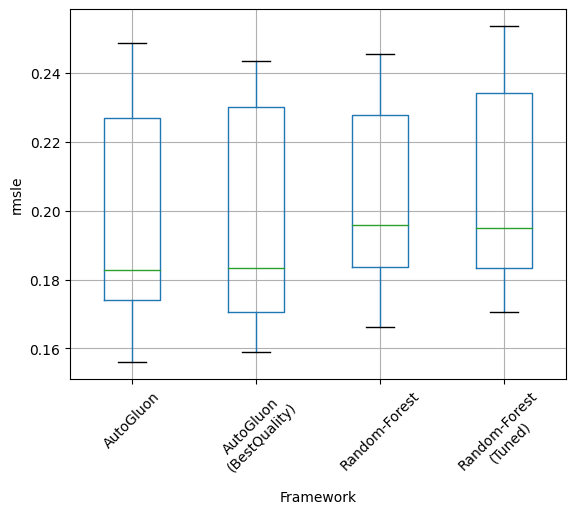 0.24
0.22
0.20
0.18
0.16
rmsle
AutoGluon
AutoGluon
(BestQuality)
Random-Forest
Random-Forest
(Tuned)
Framework